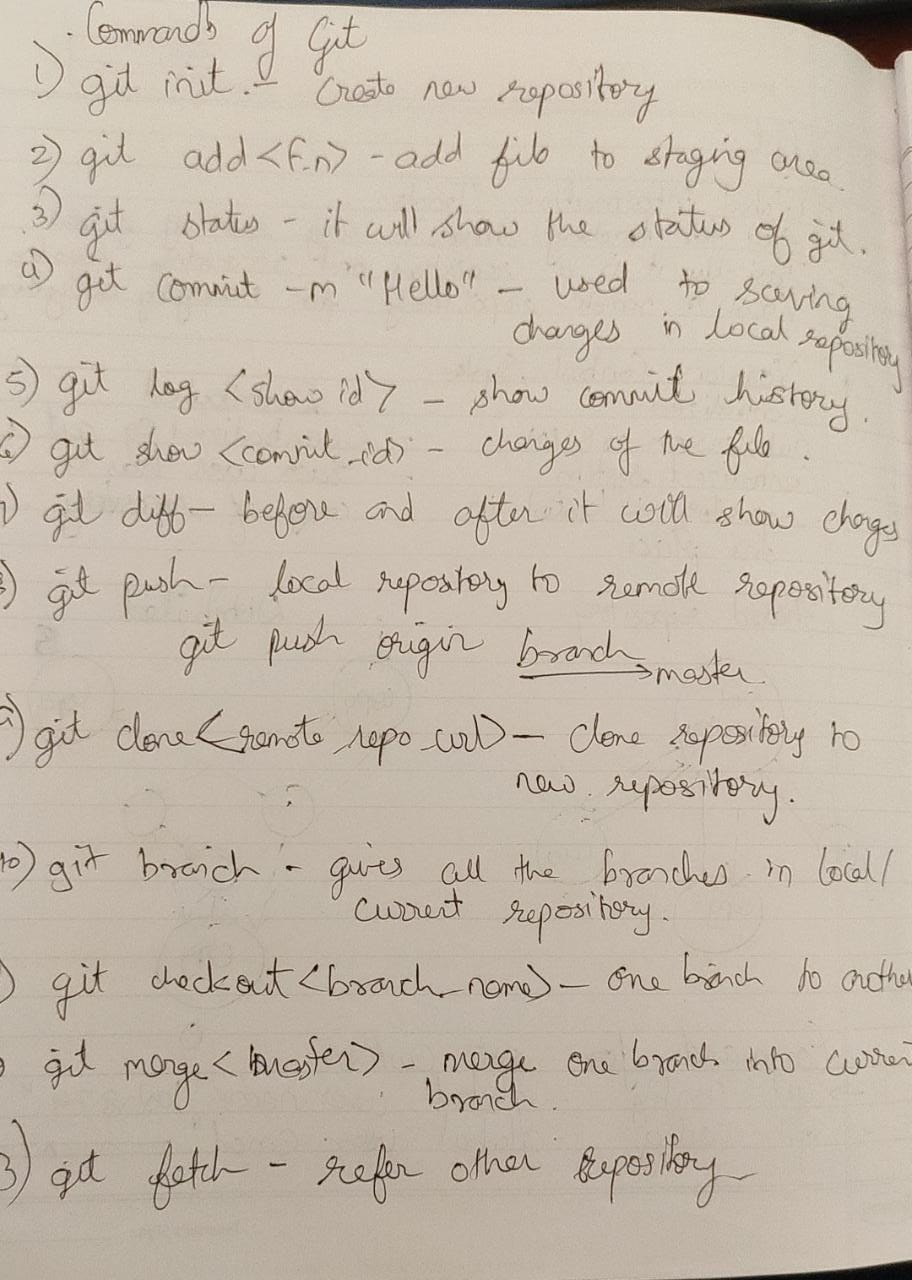 . Commands of Git
1) git init. - Create new repository
2) git add <f.n> - add file to staging area.
3) git status - it will show the status of git.
4) git commit -m "Hello" - used to saving
changes in local repository
5) git log <show id> - show commit history.
6) git show <commit_id> - changes of the file.
7) git diff - before and after it will show changs
8) git push - local repository to remote repository
git push origin branch → master
9) git clone <remote_repo_url> - clone repository to
new repository.
10) git branch - gives all the branches in local/
current repository.
) git checkout <branch_name> - one branch to another
git merge <master> - merge one branch into curren
branch.
3) git fetch - refer other repository